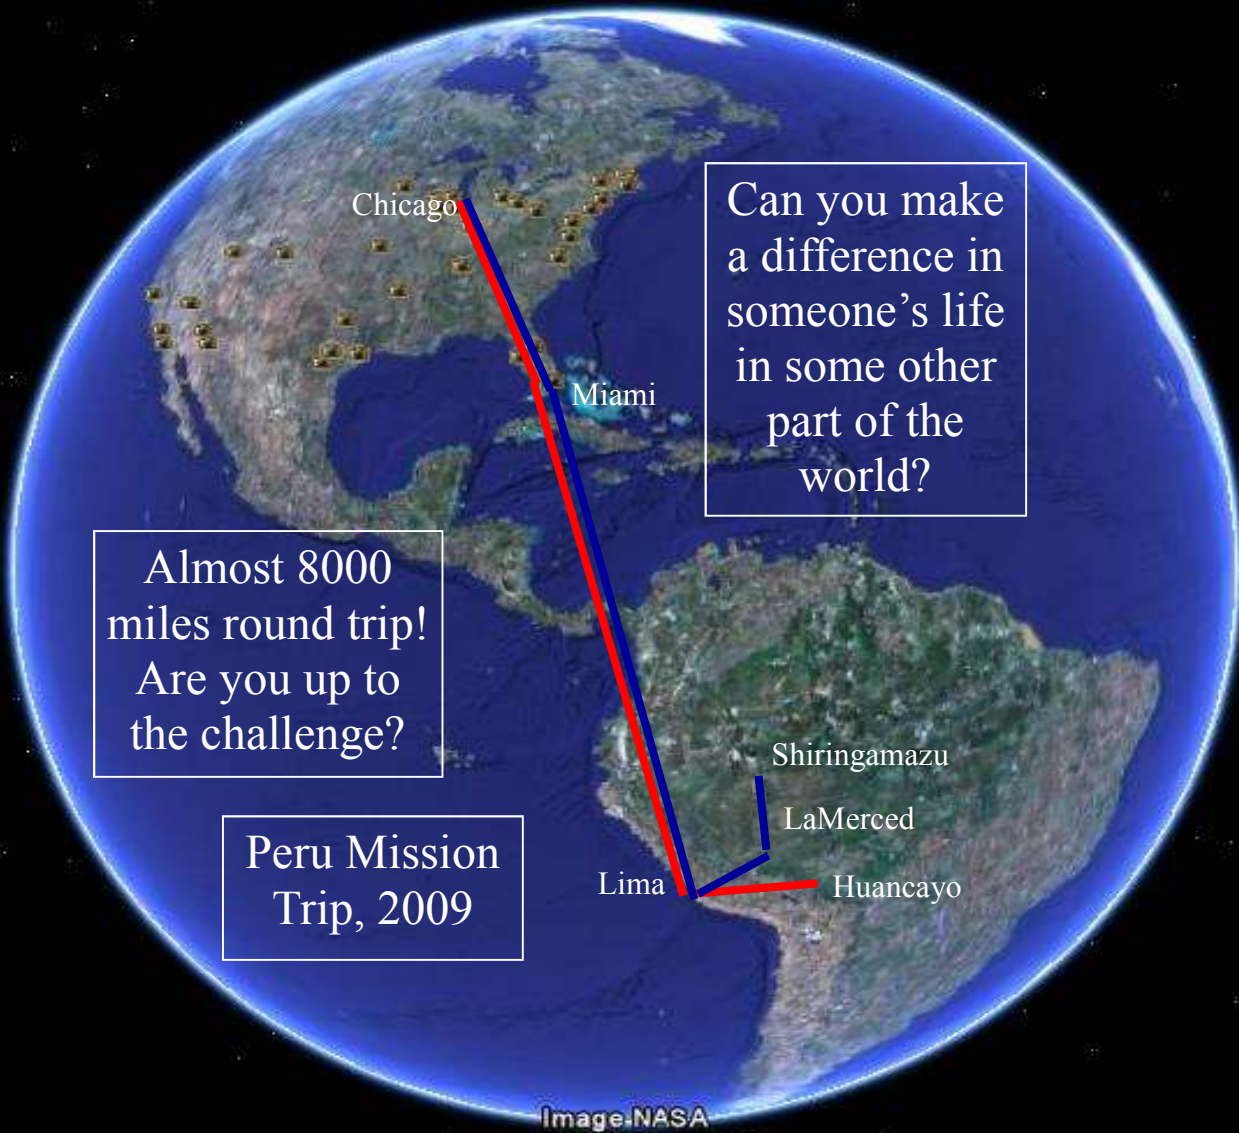 Chicago
Can you make
a difference in
someone’s life
in some other
part of the
world?
Miami
Almost 8000
miles round trip!
Are you up to
the challenge?
Shiringamazu
LaMerced
Peru Mission
Trip, 2009
Lima
Huancayo
Image NASA